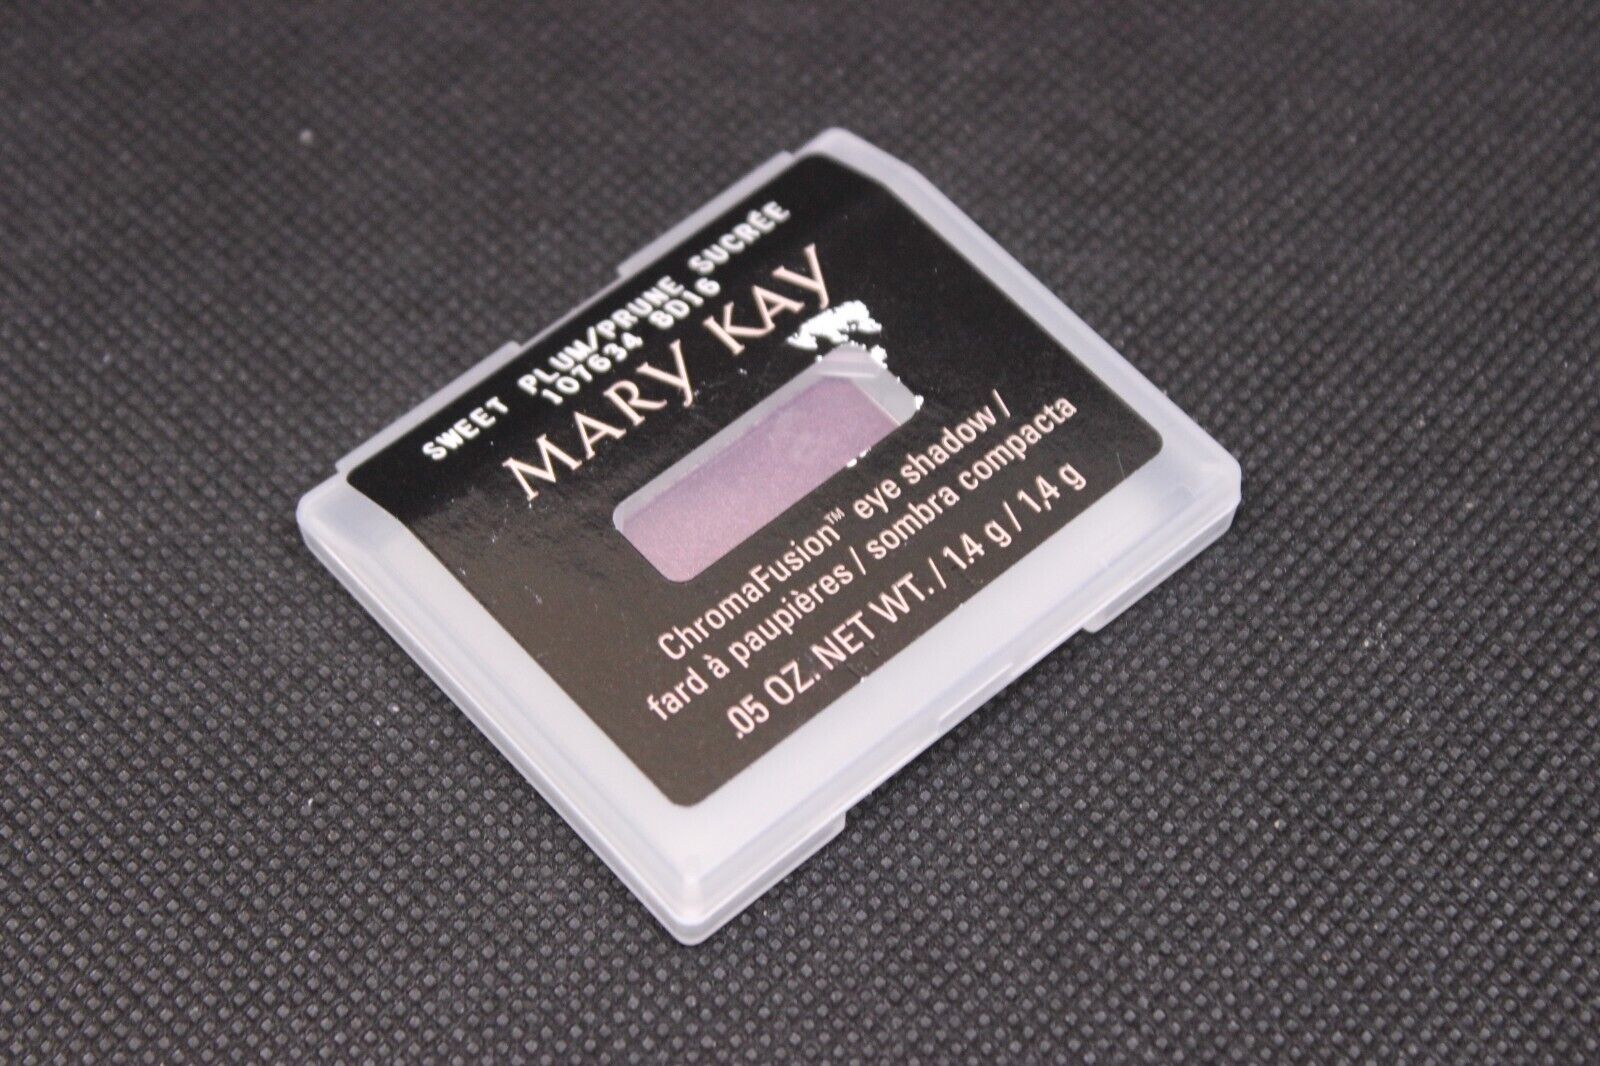 SWEET PLUM/PRUNE SUCRÉE
107634 BD16
MARY KAY
ChromaFusion™ eye shadow /
fard à paupières / sombra compacta
.05 OZ. NET WT. / 1.4 g / 1,4 g